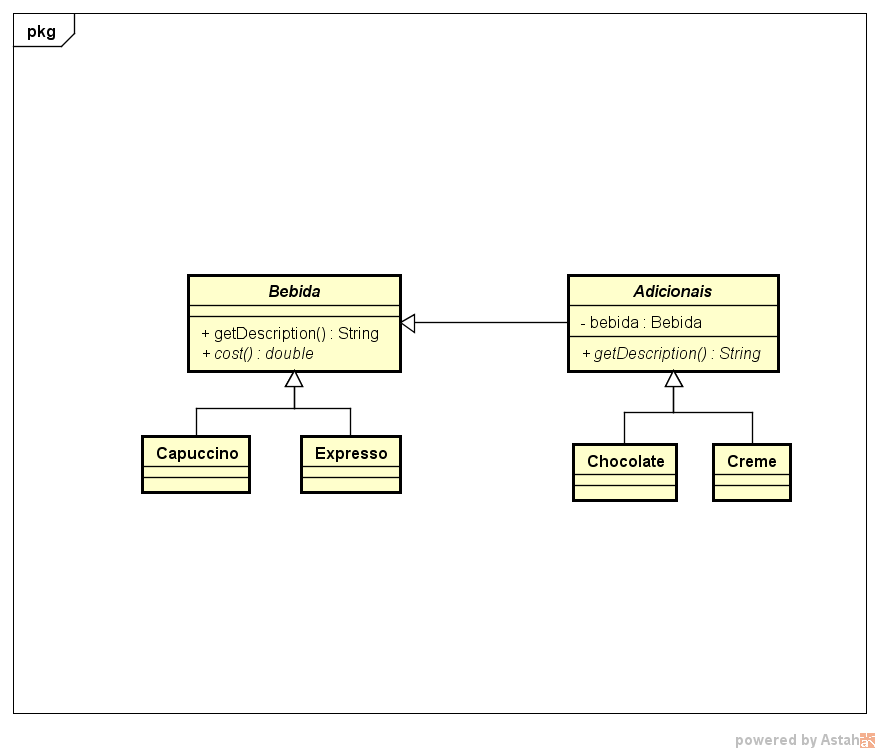 pkg
Bebida
+ getDescription() : String
+ cost() : double
Adicionais
- bebida : Bebida
+ getDescription() : String
Capuccino
Expresso
Chocolate
Creme
powered by Astah